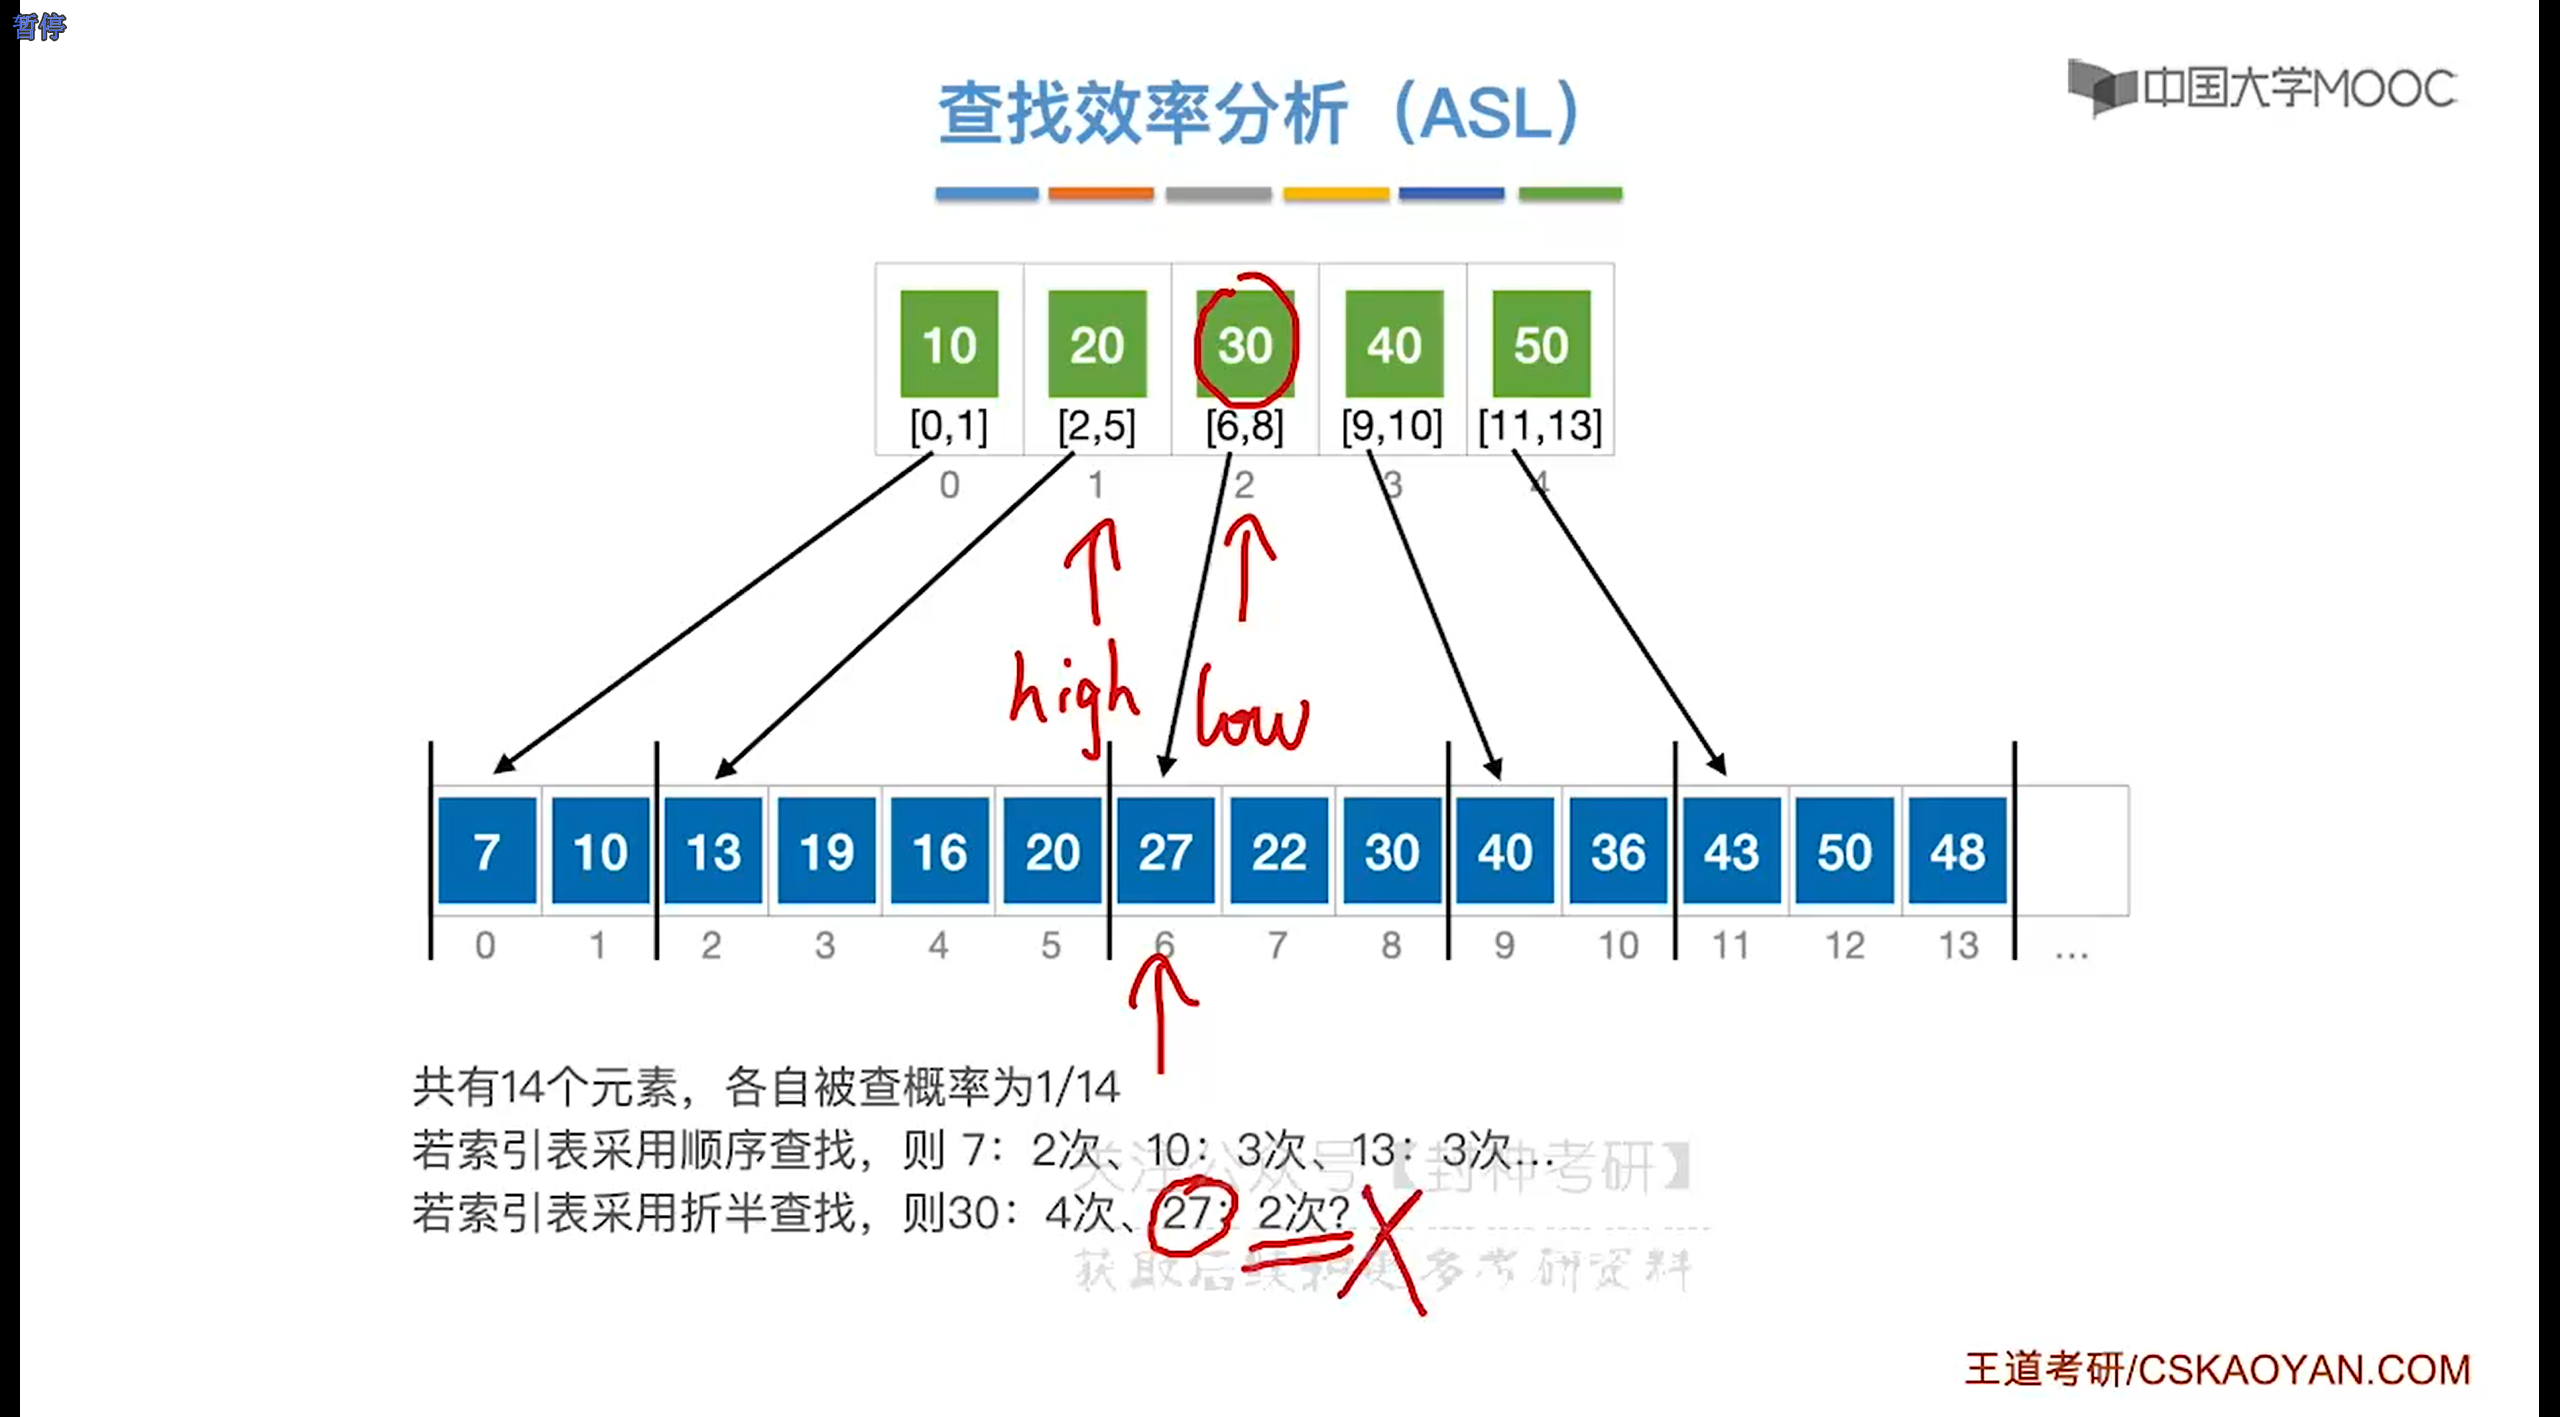 暂停
中国大学MOOC
查找效率分析（ASL）
10 20 30 40 50
[0,1] [2,5] [6,8] [9,10] [11,13]
0 1 2 3 4
high low
7 10 13 19 16 20 27 22 30 40 36 43 50 48
0 1 2 3 4 5 6 7 8 9 10 11 12 13 ...
共有14个元素，各自被查概率为1/14
若索引表采用顺序查找，则 7：2次、10：3次、13：3次...
关注公众号【封神考研】
若索引表采用折半查找，则30：4次、27：2次?
获取后续和更多考研资料
王道考研/CSKAOYAN.COM